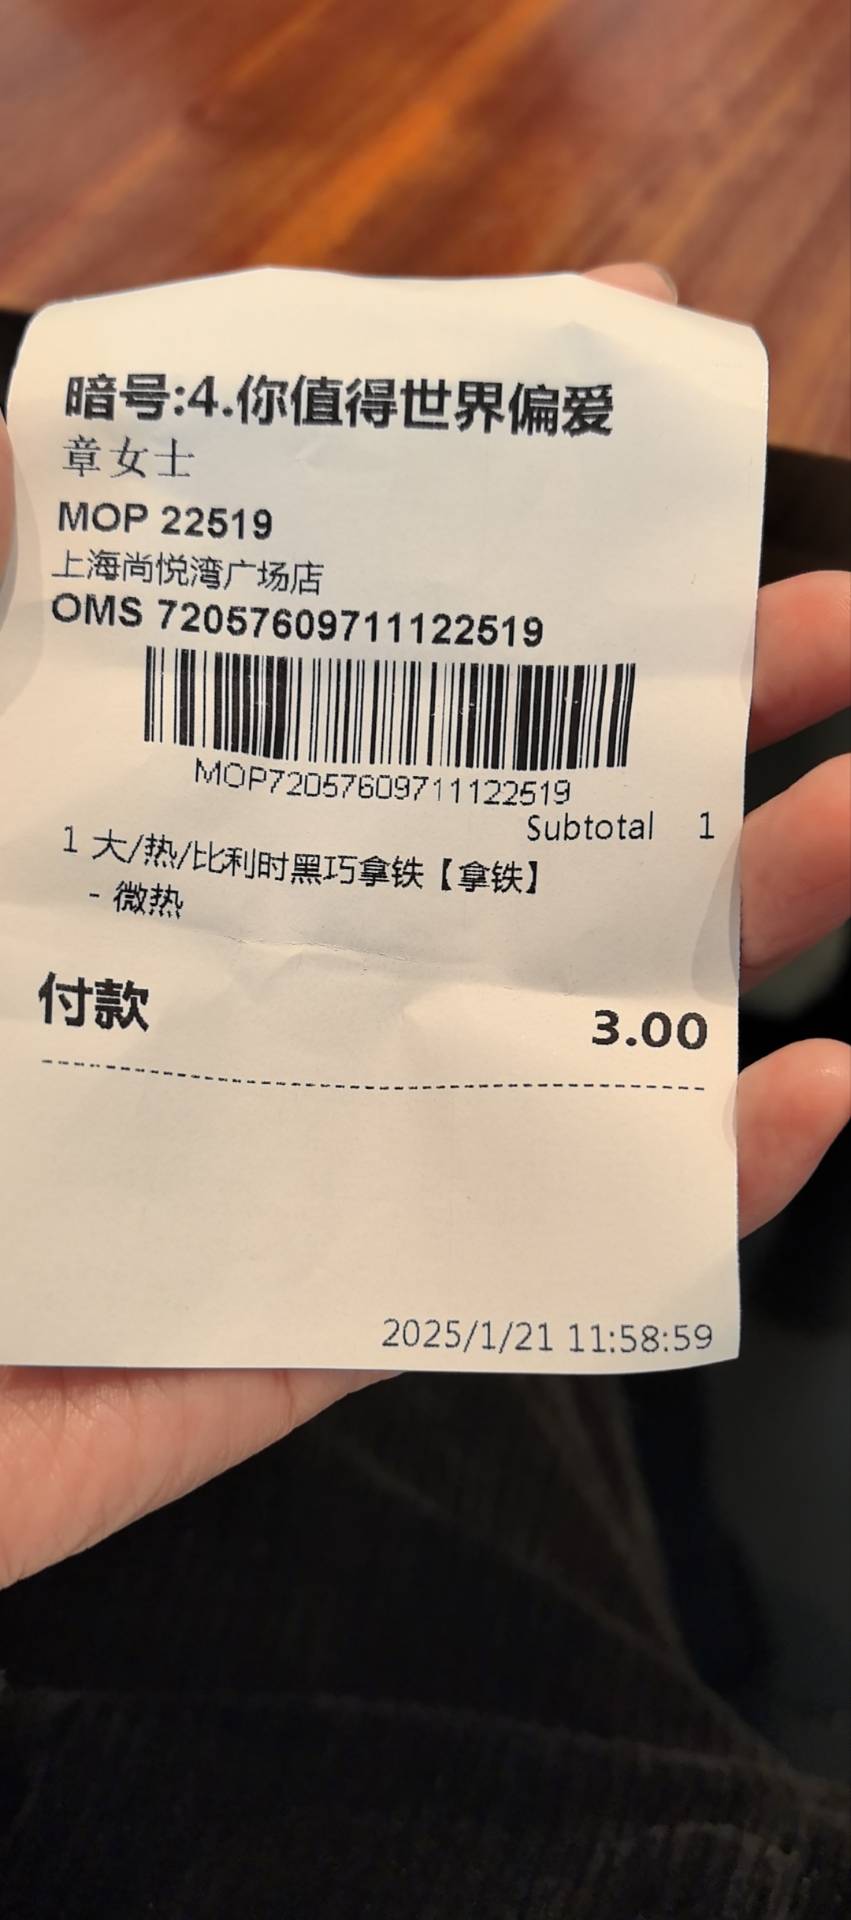 暗号:4.你值得世界偏爱
章女士
MOP 22519
上海尚悦湾广场店
OMS 72057609711122519
MOP72057609711122519
Subtotal 1
1 大/热/比利时黑巧拿铁【拿铁】
- 微热
付款 3.00
2025/1/21 11:58:59